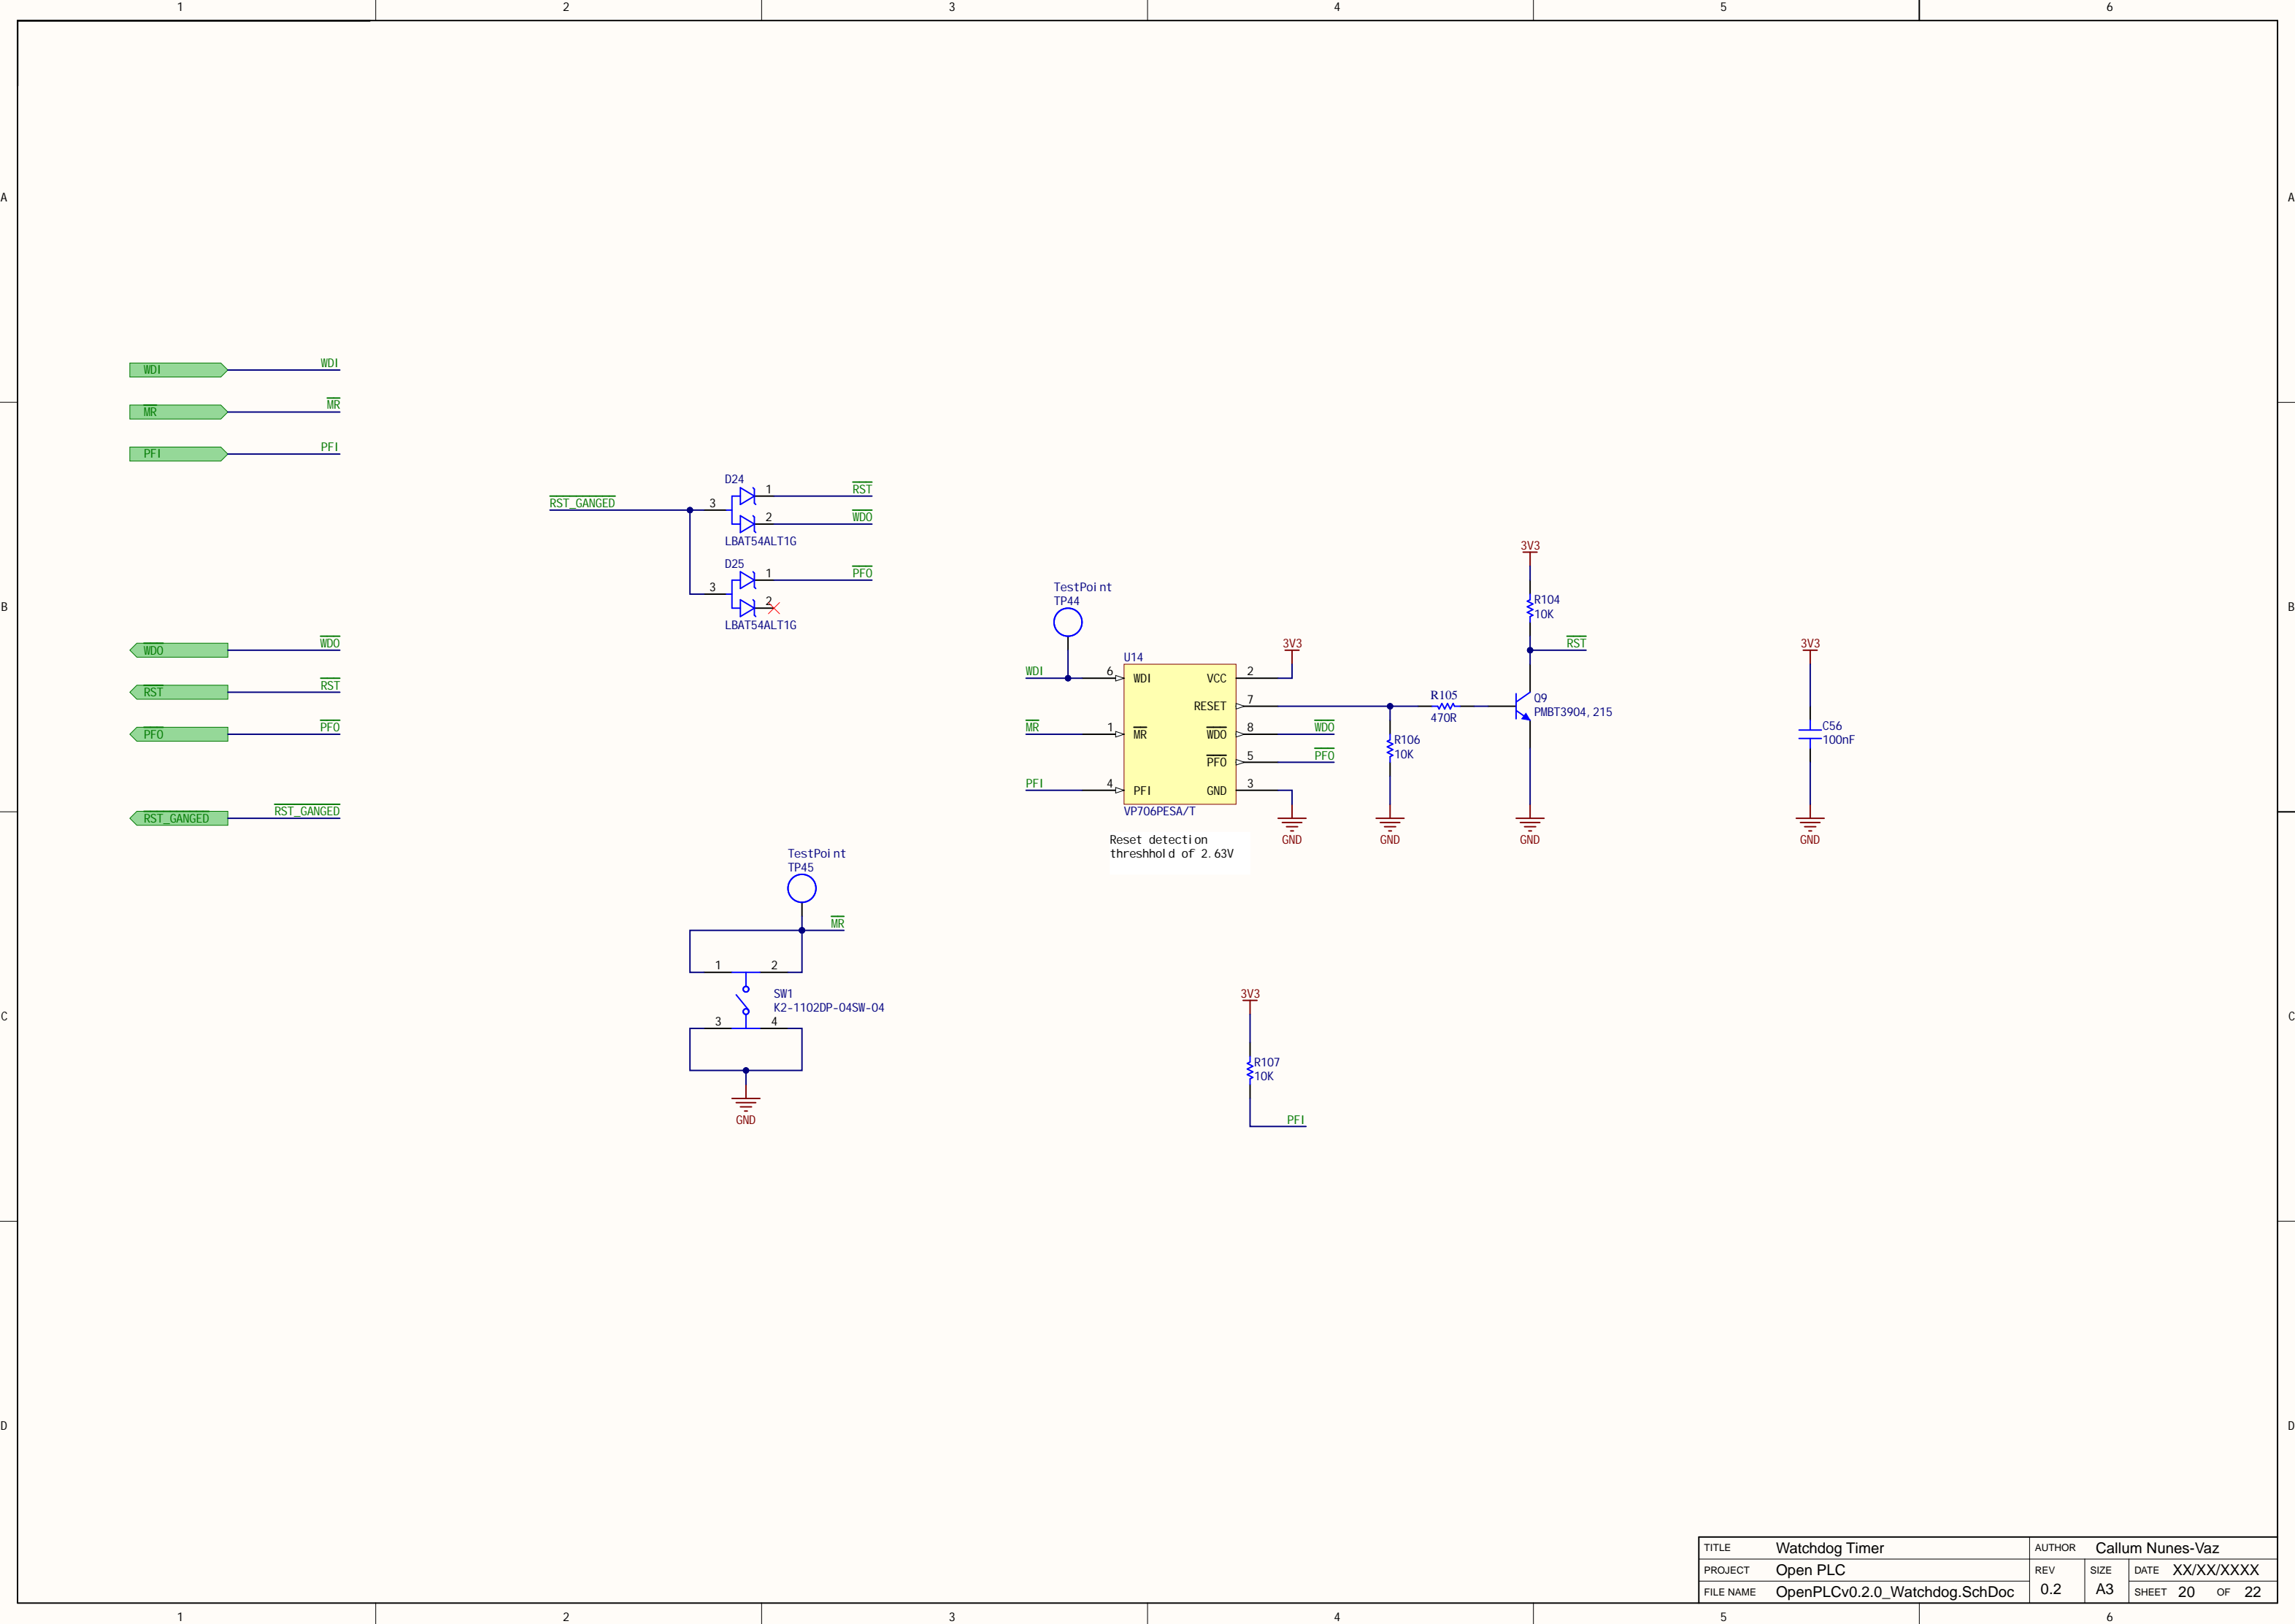 1 2 3 4 5 6
A A
WDI WDI
MR MR
PFI PFI
D24
RST_GANGED 3 1 RST
2 WDO
LBAT54ALT1G
D25
3 1 PFO
2
LBAT54ALT1G
B B
WDO WDO
RST RST
PFO PFO
RST_GANGED RST_GANGED
TestPoint
TP44
U14
WDI 6 WDI
MR 1 MR
PFI 4 PFI
VCC 2 3V3
RESET 7
WDO 8 WDO
PFO 5 PFO
GND 3
GND
VP706PESA/T
Reset detection
threshhold of 2.63V
R106
10K
GND
R105
470R
3V3
R104
10K
RST
Q9
PMBT3904,215
GND
3V3
C56
100nF
GND
TestPoint
TP45
MR
1 2
SW1
K2-1102DP-04SW-04
3 4
GND
3V3
R107
10K
PFI
C C
D D
TITLE Watchdog Timer AUTHOR Callum Nunes-Vaz
PROJECT Open PLC REV 0.2 SIZE A3 DATE XX/XX/XXXX
FILE NAME OpenPLCv0.2.0_Watchdog.SchDoc SHEET 20 OF 22
1 2 3 4 5 6